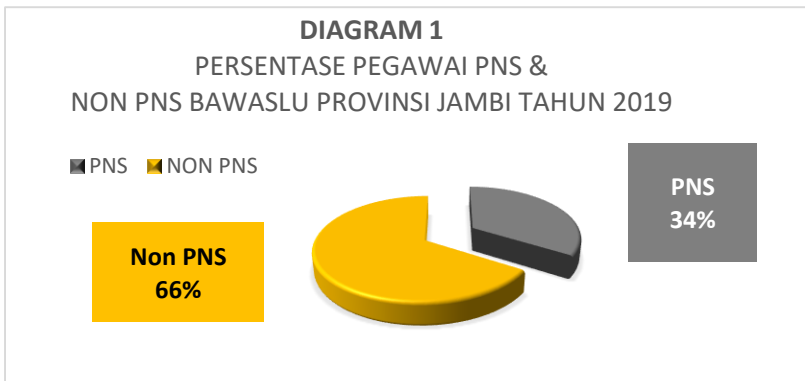 DIAGRAM 1
PERSENTASE PEGAWAI PNS &
NON PNS BAWASLU PROVINSI JAMBI TAHUN 2019
PNS NON PNS
PNS
34%
Non PNS
66%